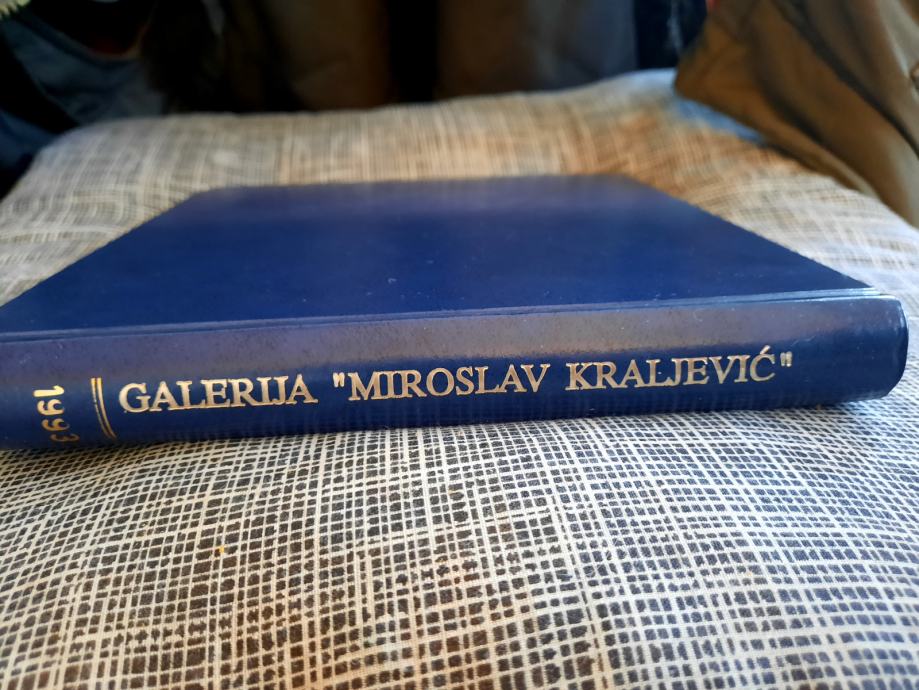 1993
GALERIJA "MIROSLAV KRALJEVIĆ"